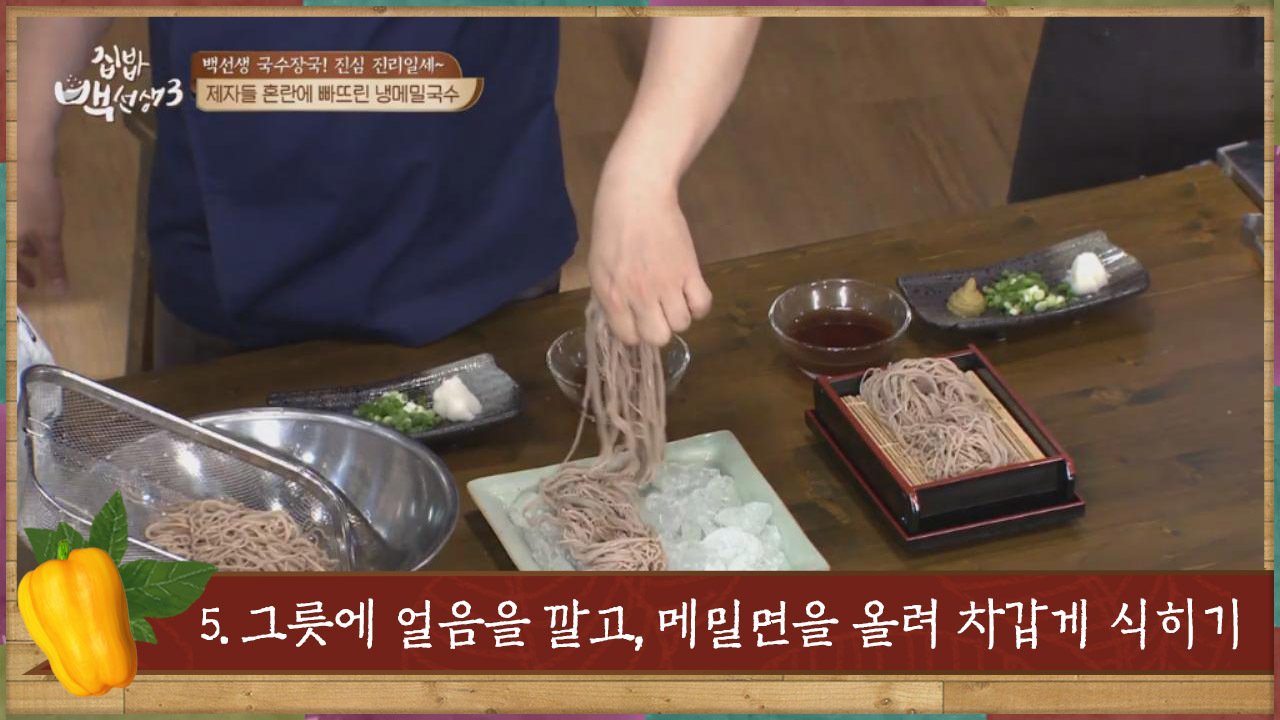 집밥
백선생3
백선생 국수장국! 진심 진리일세~
제자들 혼란에 빠뜨린 냉메밀국수
5. 그릇에 얼음을 깔고, 메밀면을 올려 차갑게 식히기